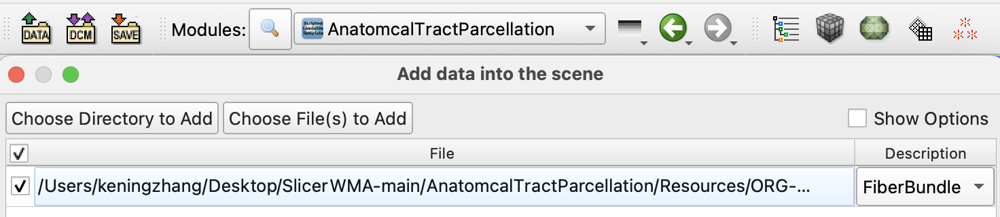 DATA DCM SAVE Modules: Scripted Loadable Template AnatomcalTractParcellation
Add data into the scene
Choose Directory to Add Choose File(s) to Add Show Options
File Description
/Users/keningzhang/Desktop/SlicerWMA-main/AnatomcalTractParcellation/Resources/ORG-... FiberBundle